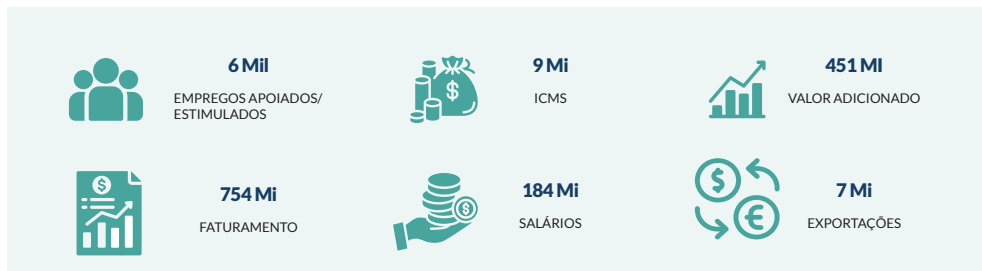 6 Mil
EMPREGOS APOIADOS/
ESTIMULADOS
9 Mi
ICMS
451 MI
VALOR ADICIONADO
754 Mi
FATURAMENTO
184 Mi
SALÁRIOS
7 Mi
EXPORTAÇÕES